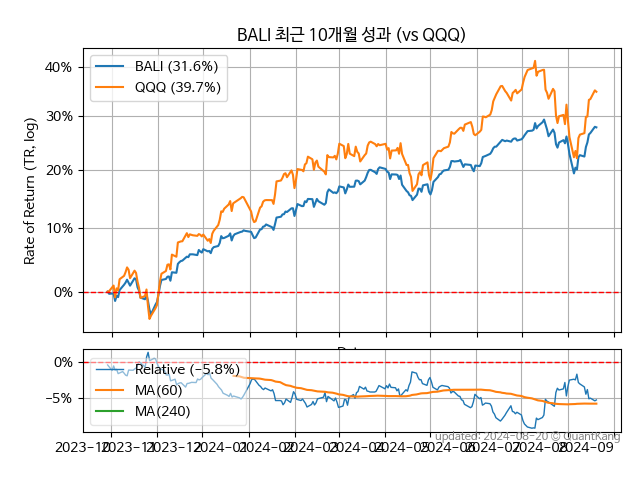 BALI 최근 10개월 성과 (vs QQQ)
BALI (31.6%)
QQQ (39.7%)
40%
30%
20%
10%
0%
Rate of Return (TR, log)
Relative (−5.8%)
MA(60)
MA(240)
0%
−5%
updated: 2024-08-20 © QuantKang
2023−10
2023−11
2023−12
2024−01
2024−02
2024−03
2024−04
2024−05
2024−06
2024−07
2024−08
2024−09